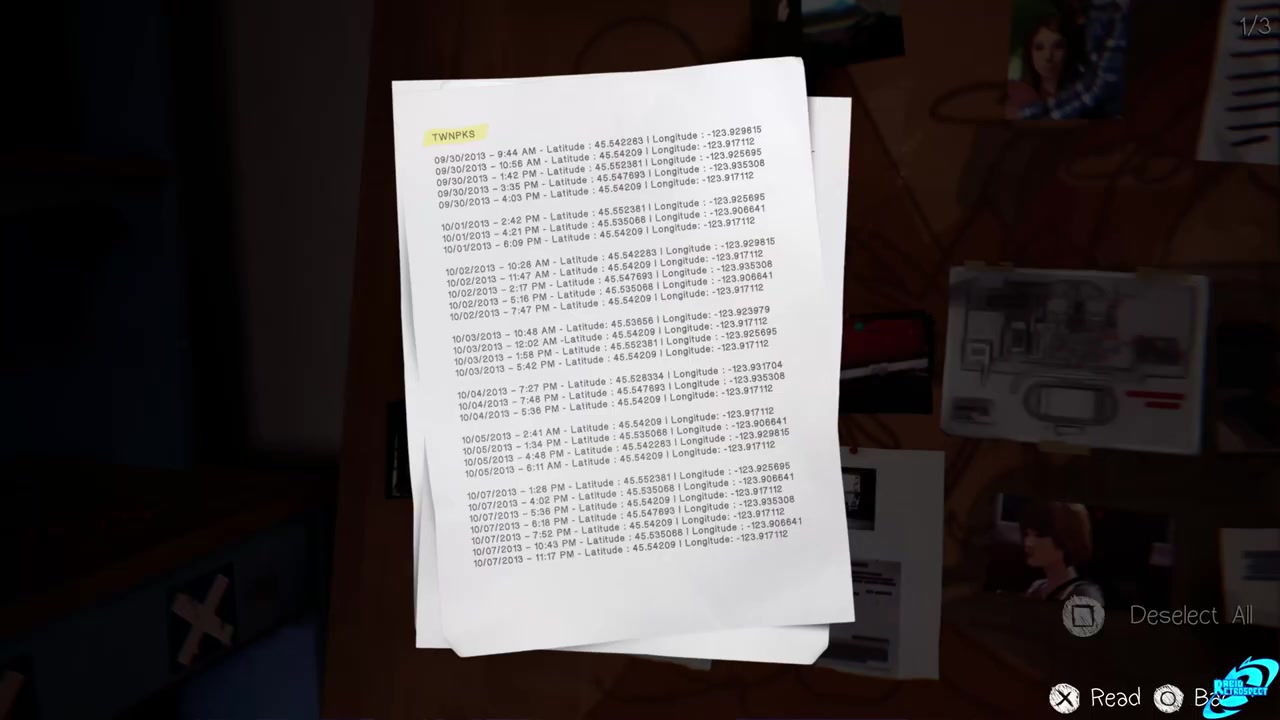 1/3
TWNPKS
09/30/2013 - 9:44 AM - Latitude : 45.542283 | Longitude : -123.929815
09/30/2013 - 10:56 AM - Latitude : 45.54209 | Longitude : -123.917112
09/30/2013 - 1:42 PM - Latitude : 45.552381 | Longitude : -123.925695
09/30/2013 - 3:35 PM - Latitude : 45.547693 | Longitude : -123.935308
09/30/2013 - 4:03 PM - Latitude : 45.54209 | Longitude: -123.917112
10/01/2013 - 2:42 PM - Latitude : 45.552381 | Longitude : -123.925695
10/01/2013 - 4:21 PM - Latitude : 45.535068 | Longitude : -123.906641
10/01/2013 - 6:09 PM - Latitude : 45.54209 | Longitude: -123.917112
10/02/2013 - 10:28 AM - Latitude : 45.542283 | Longitude : -123.929815
10/02/2013 - 11:47 AM - Latitude : 45.54209 | Longitude: -123.917112
10/02/2013 - 2:17 PM - Latitude : 45.547693 | Longitude : -123.935308
10/02/2013 - 5:16 PM - Latitude : 45.535068 | Longitude : -123.906641
10/02/2013 - 7:47 PM - Latitude : 45.54209 | Longitude: -123.917112
10/03/2013 - 10:48 AM - Latitude: 45.53656 | Longitude: -123.923979
10/03/2013 - 12:02 AM -Latitude : 45.54209 | Longitude: -123.917112
10/03/2013 - 1:58 PM - Latitude : 45.552381 | Longitude : -123.925695
10/03/2013 - 5:42 PM - Latitude : 45.54209 | Longitude: -123.917112
10/04/2013 - 7:27 PM - Latitude : 45.528334 | Longitude : -123.931704
10/04/2013 - 7:48 PM - Latitude : 45.547693 | Longitude : -123.935308
10/04/2013 - 5:36 PM - Latitude : 45.54209 | Longitude: -123.917112
10/05/2013 - 2:41 AM - Latitude : 45.54209 | Longitude: -123.917112
10/05/2013 - 1:34 PM - Latitude : 45.535068 | Longitude : -123.906641
10/05/2013 - 4:48 PM - Latitude : 45.542283 | Longitude : -123.929815
10/05/2013 - 6:11 AM - Latitude : 45.54209 | Longitude: -123.917112
10/07/2013 - 1:28 PM - Latitude : 45.552381 | Longitude : -123.925695
10/07/2013 - 4:02 PM - Latitude : 45.535068 | Longitude : -123.906641
10/07/2013 - 5:36 PM - Latitude : 45.54209 | Longitude: -123.917112
10/07/2013 - 6:18 PM - Latitude : 45.547693 | Longitude : -123.935308
10/07/2013 - 7:52 PM - Latitude : 45.54209 | Longitude: -123.917112
10/07/2013 - 10:43 PM - Latitude : 45.535068 | Longitude : -123.906641
10/07/2013 - 11:17 PM - Latitude : 45.54209 | Longitude: -123.917112
Deselect All
Read
RETROSPECT